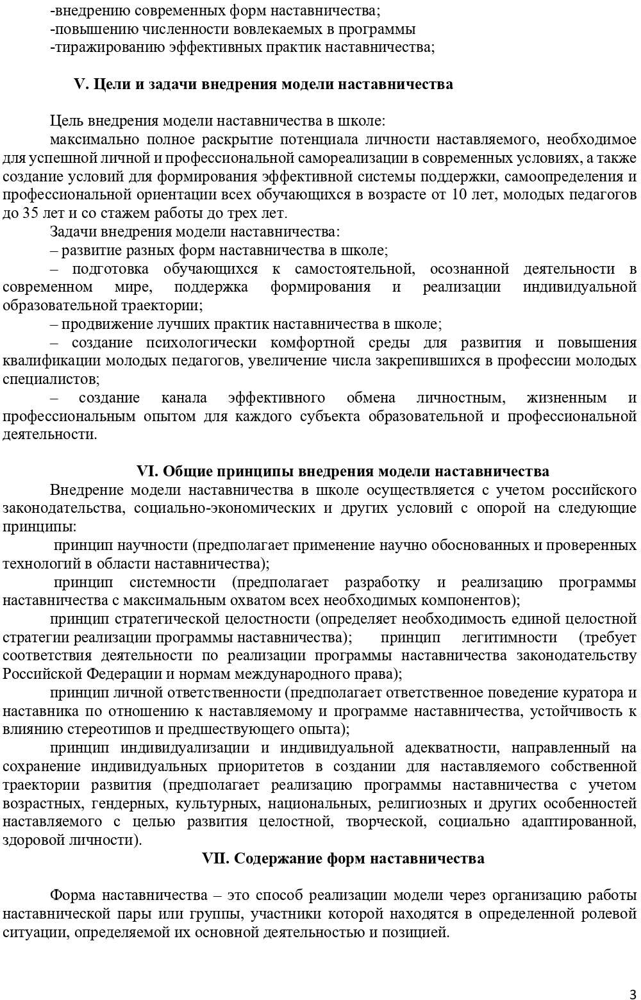 -внедрению современных форм наставничества;
-повышению численности вовлекаемых в программы
-тиражированию эффективных практик наставничества;
V. Цели и задачи внедрения модели наставничества
Цель внедрения модели наставничества в школе:
максимально полное раскрытие потенциала личности наставляемого, необходимое
для успешной личной и профессиональной самореализации в современных условиях, а также
создание условий для формирования эффективной системы поддержки, самоопределения и
профессиональной ориентации всех обучающихся в возрасте от 10 лет, молодых педагогов
до 35 лет и со стажем работы до трех лет.
Задачи внедрения модели наставничества:
– развитие разных форм наставничества в школе;
– подготовка обучающихся к самостоятельной, осознанной деятельности в
современном мире, поддержка формирования и реализации индивидуальной
образовательной траектории;
– продвижение лучших практик наставничества в школе;
– создание психологически комфортной среды для развития и повышения
квалификации молодых педагогов, увеличение числа закрепившихся в профессии молодых
специалистов;
– создание канала эффективного обмена личностным, жизненным и
профессиональным опытом для каждого субъекта образовательной и профессиональной
деятельности.
VI. Общие принципы внедрения модели наставничества
Внедрение модели наставничества в школе осуществляется с учетом российского
законодательства, социально-экономических и других условий с опорой на следующие
принципы:
принцип научности (предполагает применение научно обоснованных и проверенных
технологий в области наставничества);
принцип системности (предполагает разработку и реализацию программы
наставничества с максимальным охватом всех необходимых компонентов);
принцип стратегической целостности (определяет необходимость единой целостной
стратегии реализации программы наставничества); принцип легитимности (требует
соответствия деятельности по реализации программы наставничества законодательству
Российской Федерации и нормам международного права);
принцип личной ответственности (предполагает ответственное поведение куратора и
наставника по отношению к наставляемому и программе наставничества, устойчивость к
влиянию стереотипов и предшествующего опыта);
принцип индивидуализации и индивидуальной адекватности, направленный на
сохранение индивидуальных приоритетов в создании для наставляемого собственной
траектории развития (предполагает реализацию программы наставничества с учетом
возрастных, гендерных, культурных, национальных, религиозных и других особенностей
наставляемого с целью развития целостной, творческой, социально адаптированной,
здоровой личности).
VII. Содержание форм наставничества
Форма наставничества – это способ реализации модели через организацию работы
наставнической пары или группы, участники которой находятся в определенной ролевой
ситуации, определяемой их основной деятельностью и позицией.
3